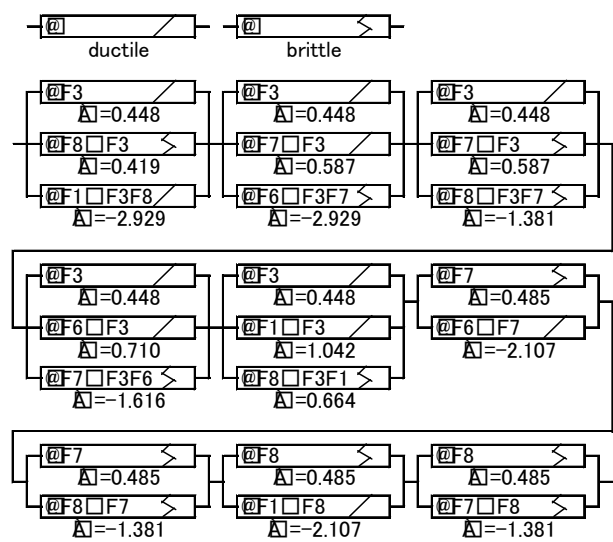 @ @
ductile brittle
@F3 @F3 @F3
=0.448 =0.448 =0.448
@F8□F3 @F7□F3 @F7□F3
=0.419 =0.587 =0.587
@F1□F3F8 @F6□F3F7 @F8□F3F7
=-2.929 =-2.929 =-1.381
@F3 @F3 @F7
=0.448 =0.448 =0.485
@F6□F3 @F1□F3 @F6□F7
=0.710 =1.042 =-2.107
@F7□F3F6 @F8□F3F1
=-1.616 =0.664
@F7 @F8 @F8
=0.485 =0.485 =0.485
@F8□F7 @F1□F8 @F7□F8
=-1.381 =-2.107 =-1.381